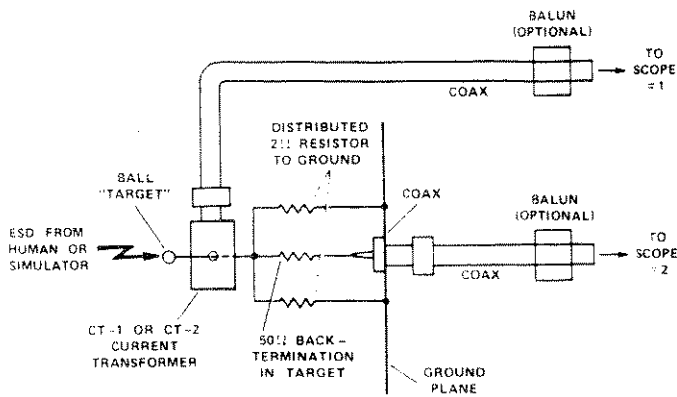 BALUN
(OPTIONAL)
TO
SCOPE
#1
COAX
DISTRIBUTED
2Ω RESISTOR
TO GROUND
BALL
"TARGET"
COAX
BALUN
(OPTIONAL)
ESD FROM
HUMAN OR
SIMULATOR
TO
SCOPE
#2
COAX
CT-1 OR CT-2
CURRENT
TRANSFORMER
50Ω BACK-
TERMINATION
IN TARGET
GROUND
PLANE